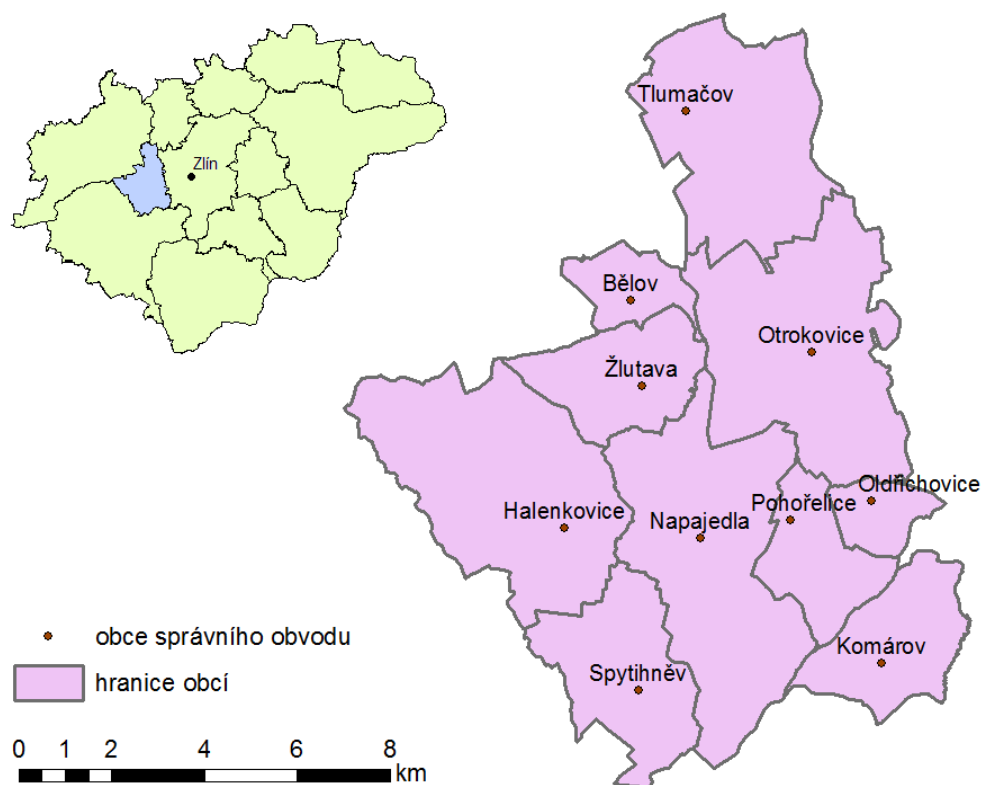 Zlín
Tlumačov
Bělov
Otrokovice
Žlutava
Oldřichovice
Pohořelice
Halenkovice
Napajedla
Komárov
Spytihněv
obce správního obvodu
hranice obcí
0 1 2 4 6 8
km